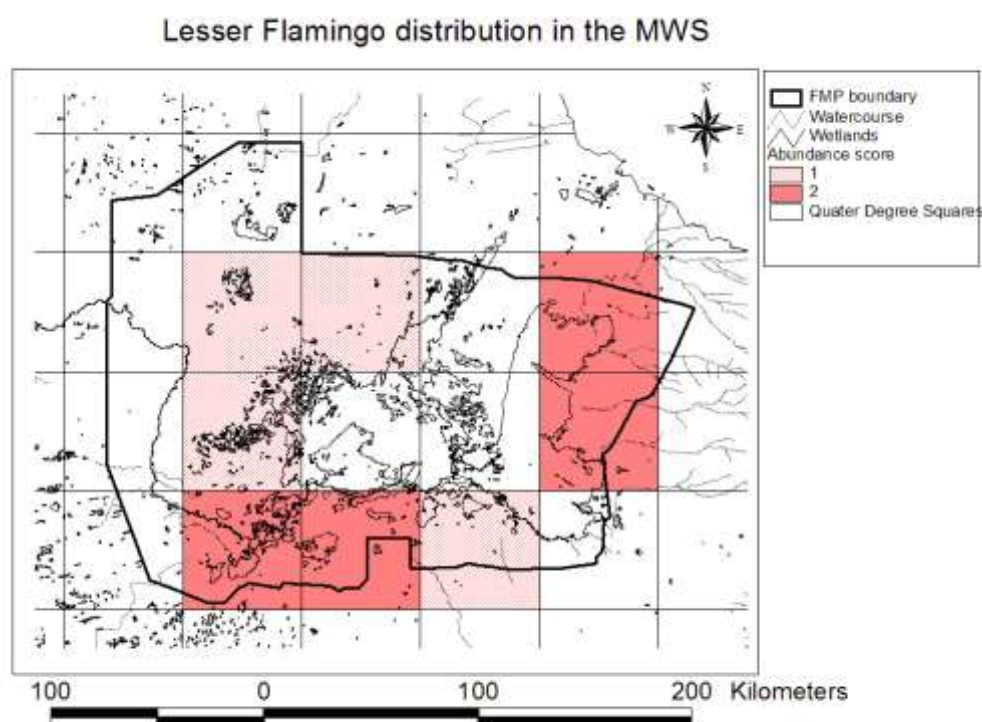 Lesser Flamingo distribution in the MWS
N
W E
S
FMP boundary
Watercourse
Wetlands
Abundance score
1
2
Quater Degree Squares
100 0 100 200 Kilometers